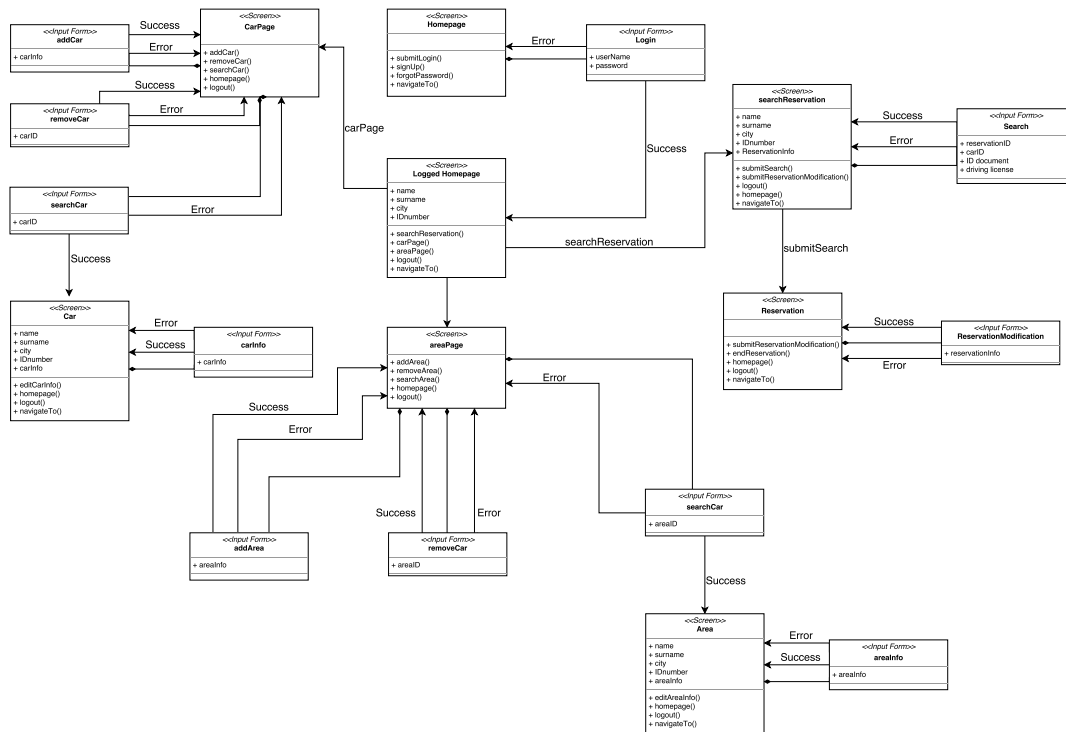 <<Input Form>>
addCar
+ carInfo
Success
Error
<<Screen>>
CarPage
+ addCar()
+ removeCar()
+ searchCar()
+ homepage()
+ logout()
<<Screen>>
Homepage
+ submitLogin()
+ signUp()
+ forgotPassword()
+ navigateTo()
Error
<<Input Form>>
Login
+ userName
+ password
Success
Error
<<Input Form>>
removeCar
+ carID
carPage
Success
<<Screen>>
searchReservation
+ name
+ surname
+ city
+ IDnumber
+ ReservationInfo
+ submitSearch()
+ submitReservationModification()
+ logout()
+ homepage()
+ navigateTo()
Success
Error
<<Input Form>>
Search
+ reservationID
+ carID
+ ID document
+ driving license
<<Screen>>
Logged Homepage
+ name
+ surname
+ city
+ IDnumber
+ searchReservation()
+ carPage()
+ areaPage()
+ logout()
+ navigateTo()
searchReservation
<<Input Form>>
searchCar
+ carID
Error
Success
submitSearch
<<Screen>>
Car
+ name
+ surname
+ city
+ IDnumber
+ carInfo
+ editCarInfo()
+ homepage()
+ logout()
+ navigateTo()
Error
Success
<<Input Form>>
carInfo
+ carInfo
<<Screen>>
areaPage
+ addArea()
+ removeArea()
+ searchArea()
+ homepage()
+ logout()
<<Screen>>
Reservation
+ submitReservationModification()
+ endReservation()
+ homepage()
+ logout()
+ navigateTo()
Success
Error
<<Input Form>>
ReservationModification
+ reservationInfo
Success
Error
Error
Success
Error
<<Input Form>>
addArea
+ areaInfo
<<Input Form>>
removeCar
+ areaID
<<Input Form>>
searchCar
+ areaID
Success
<<Screen>>
Area
+ name
+ surname
+ city
+ IDnumber
+ areaInfo
+ editAreaInfo()
+ homepage()
+ logout()
+ navigateTo()
Error
Success
<<Input Form>>
areaInfo
+ areaInfo